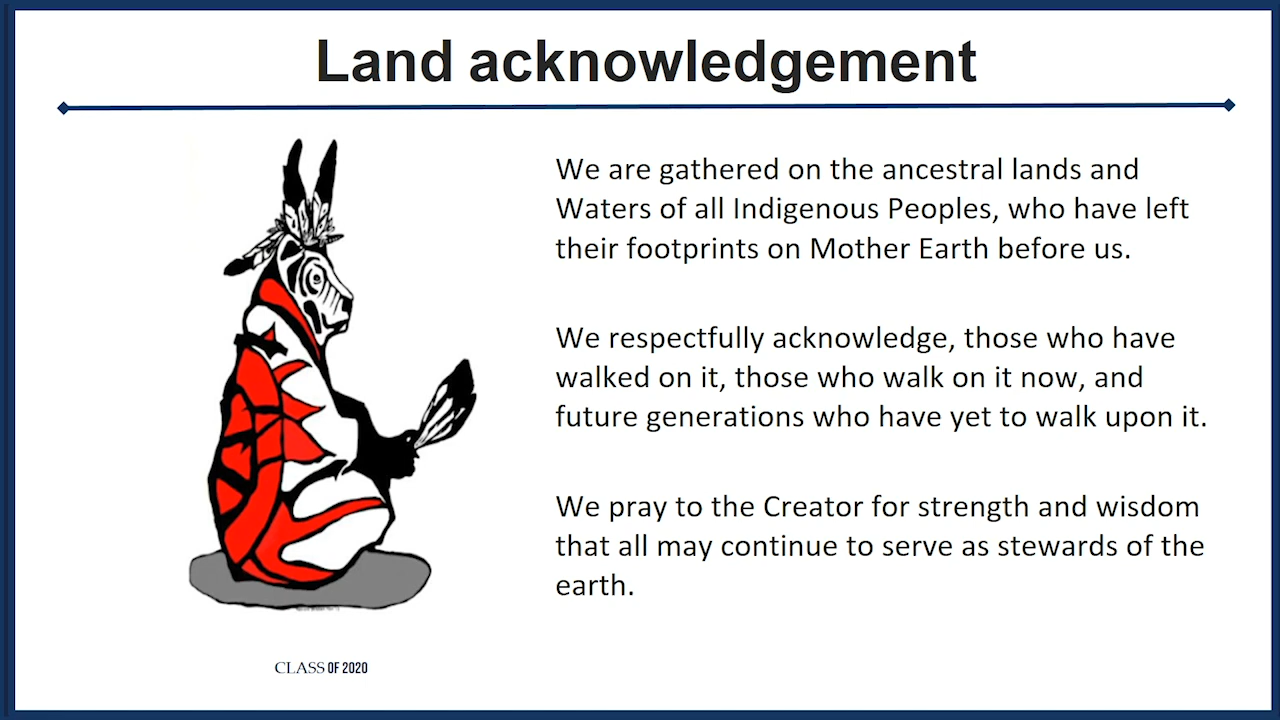 Land acknowledgement
We are gathered on the ancestral lands and
Waters of all Indigenous Peoples, who have left
their footprints on Mother Earth before us.
We respectfully acknowledge, those who have
walked on it, those who walk on it now, and
future generations who have yet to walk upon it.
We pray to the Creator for strength and wisdom
that all may continue to serve as stewards of the
earth.
CLASS OF 2020